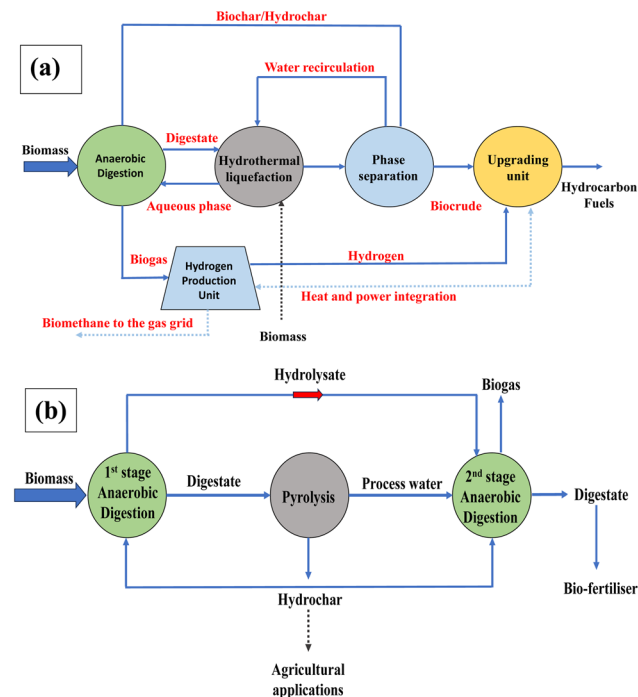 Biochar/Hydrochar
(a)
Water recirculation
Biomass
Digestate
Anaerobic
Digestion
Hydrothermal
liquefaction
Phase
separation
Upgrading
unit
Hydrocarbon
Fuels
Aqueous phase
Biocrude
Biogas
Hydrogen
Production
Unit
Hydrogen
Heat and power integration
Biomethane to the gas grid
Biomass
(b)
Hydrolysate
Biogas
Biomass
1st stage
Anaerobic
Digestion
Digestate
Pyrolysis
Process water
2nd stage
Anaerobic
Digestion
Digestate
Hydrochar
Bio-fertiliser
Agricultural
applications